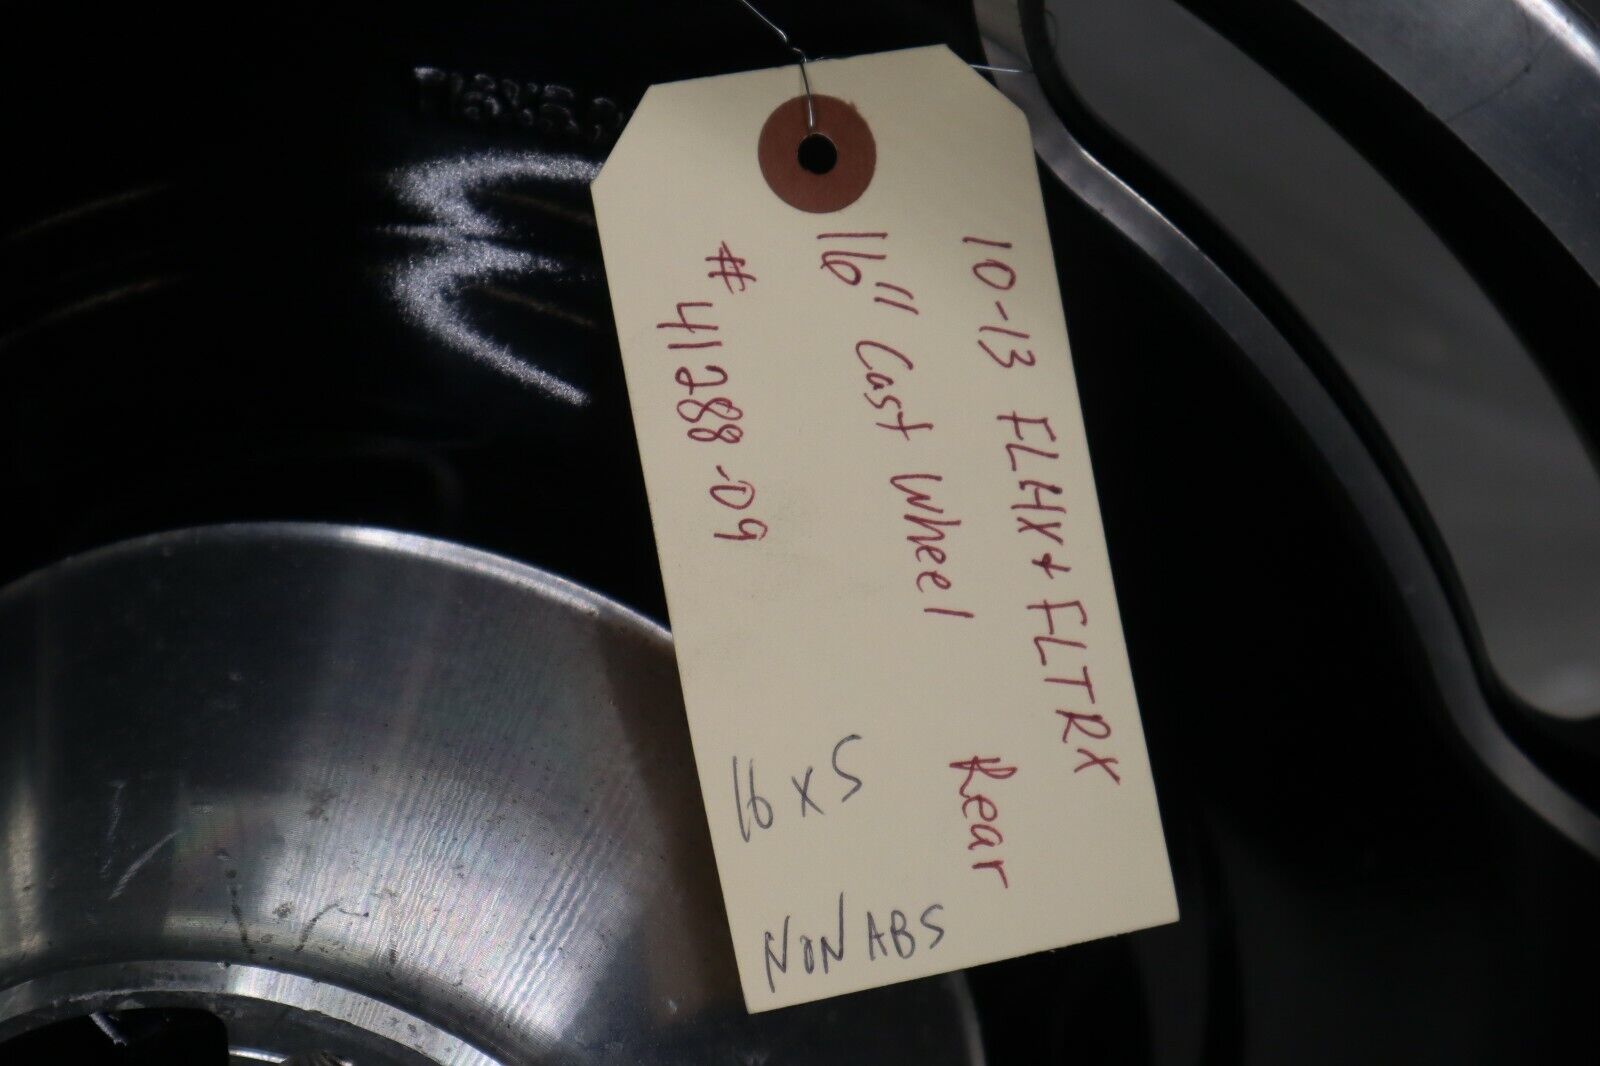 10-13 FLHX + FLTRX
16" Cast Wheel Rear
# 41288-09
16 x 5
NON ABS